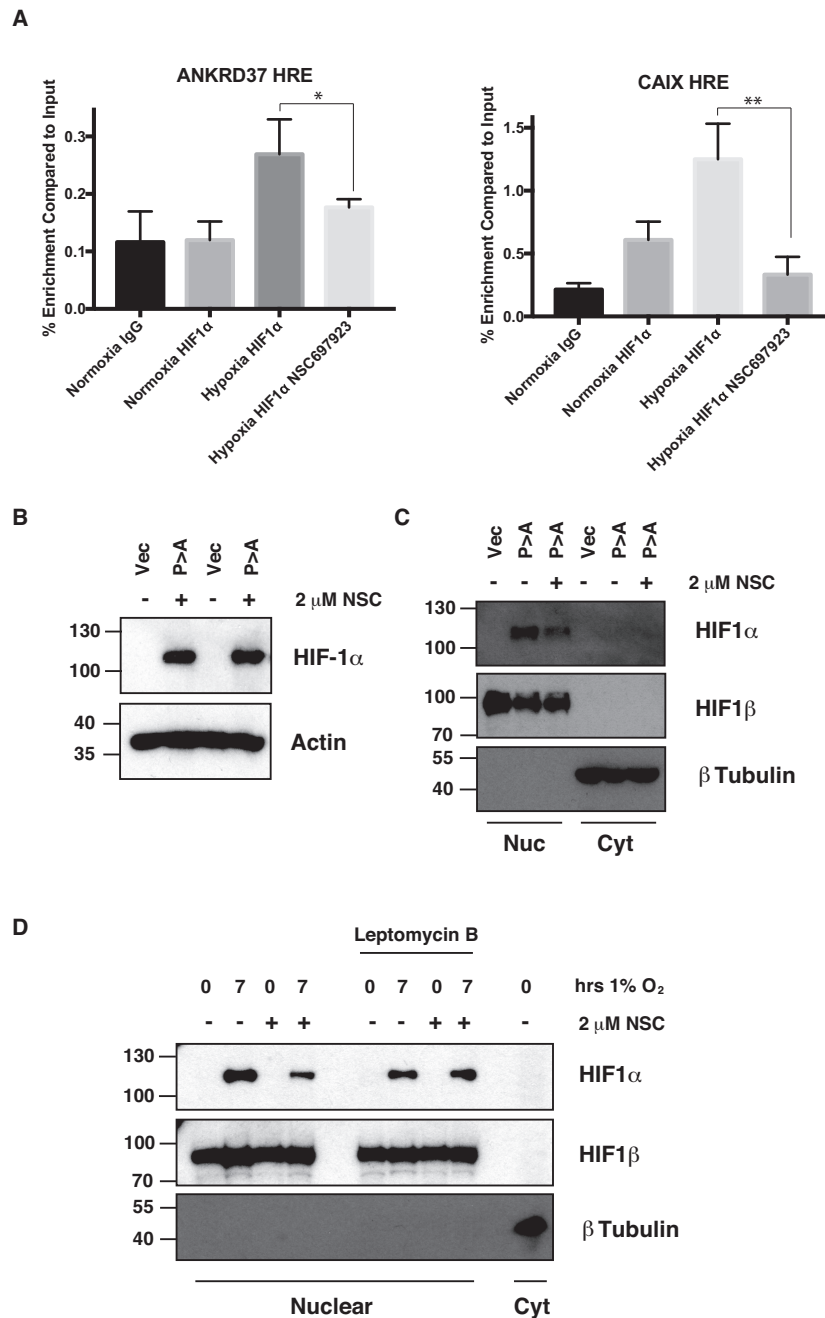 A
ANKRD37 HRE
% Enrichment Compared to Input
0.3
0.2
0.1
0.0
*
Normoxia IgG
Normoxia HIF1α
Hypoxia HIF1α
Hypoxia HIF1α NSC697923
CAIX HRE
% Enrichment Compared to Input
1.5
1.0
0.5
0.0
**
Normoxia IgG
Normoxia HIF1α
Hypoxia HIF1α
Hypoxia HIF1α NSC697923
B
Vec P>A Vec P>A
- + - + 2 μM NSC
130
100
HIF-1α
40
35
Actin
C
Vec P>A P>A Vec P>A P>A
- - + - - + 2 μM NSC
130
100
HIF1α
100
70
HIF1β
55
40
β Tubulin
Nuc Cyt
D
Leptomycin B
0 7 0 7 0 7 0 7 0 hrs 1% O₂
- - + + - - + + - 2 μM NSC
130
100
HIF1α
100
70
HIF1β
55
40
β Tubulin
Nuclear Cyt